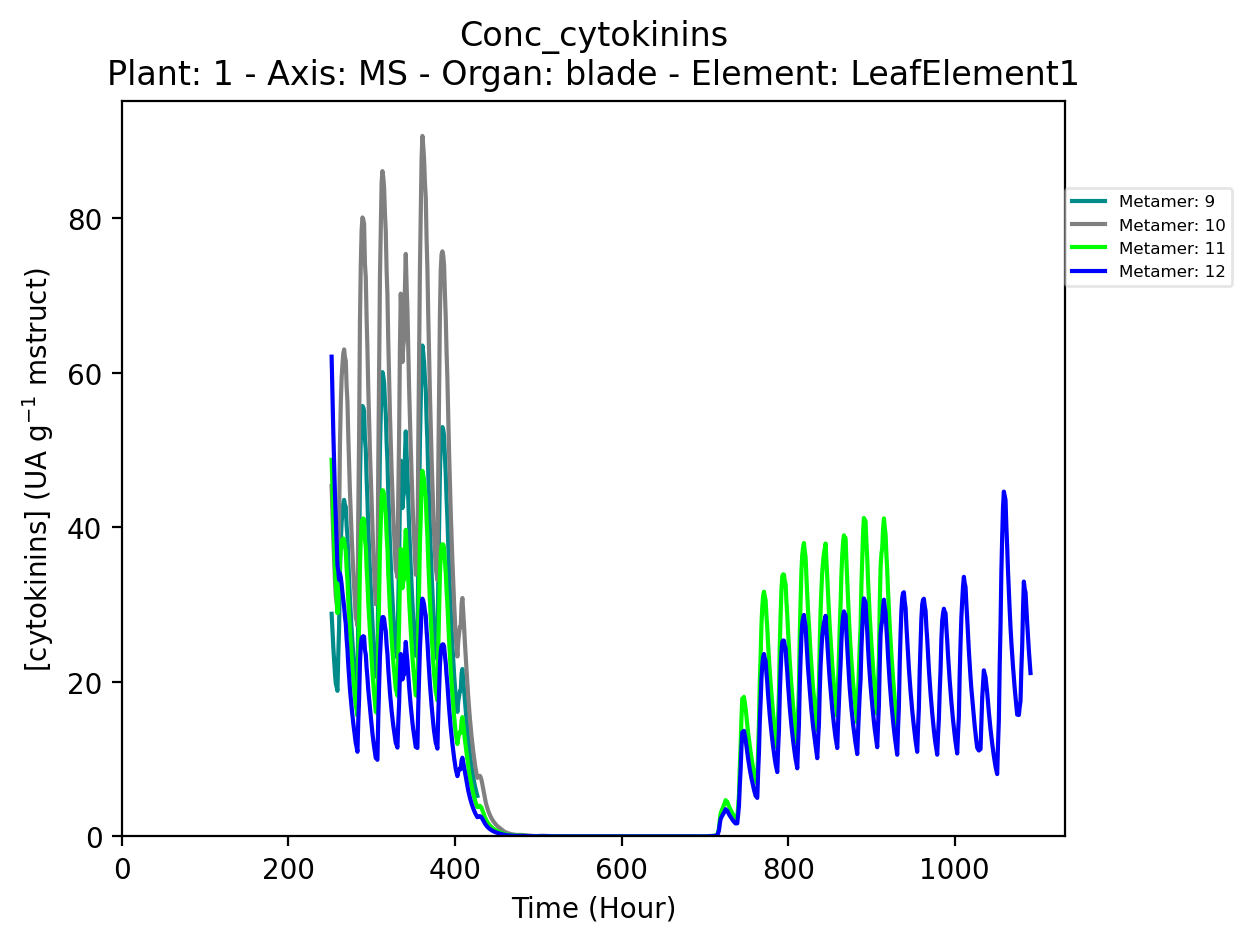 Conc_cytokinins
Plant: 1 - Axis: MS - Organ: blade - Element: LeafElement1
[cytokinins] (UA g⁻¹ mstruct)
80
60
40
20
0
0 200 400 600 800 1000
Time (Hour)
Metamer: 9
Metamer: 10
Metamer: 11
Metamer: 12